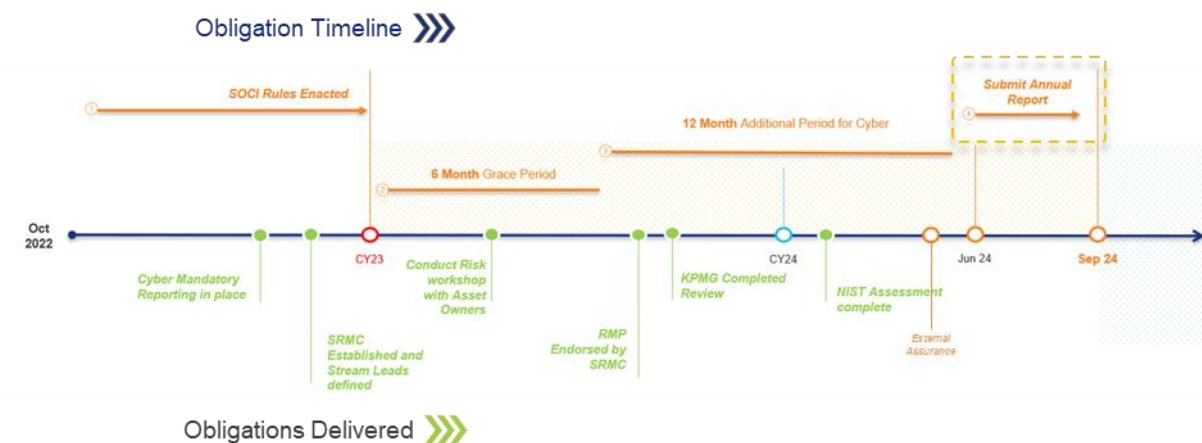 Obligation Timeline
SOCI Rules Enacted
Submit Annual
Report
12 Month Additional Period for Cyber
6 Month Grace Period
1
2
3
4
Oct
2022
CY23
CY24
Jun 24
Sep 24
Cyber Mandatory
Reporting in place
SRMC
Established and
Stream Leads
defined
Conduct Risk
workshop
with Asset
Owners
RMP
Endorsed by
SRMC
KPMG Completed
Review
NIST Assessment
complete
External
Assurance
Obligations Delivered